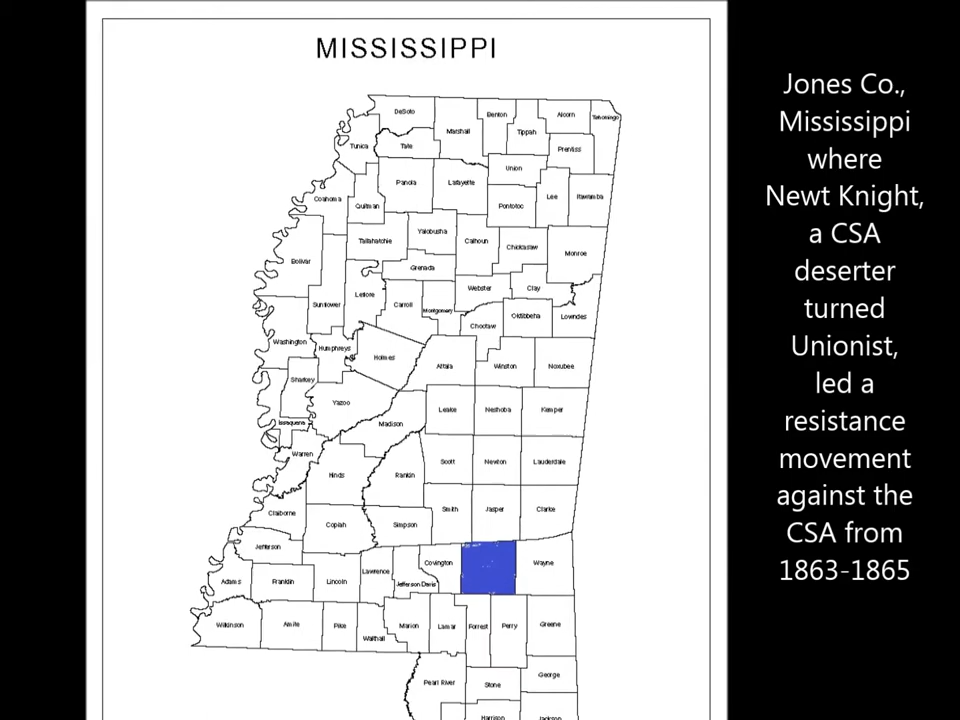 MISSISSIPPI
DeSoto
Marshall
Benton
Tippah
Alcorn
Tishomingo
Tunica
Tate
Prentiss
Union
Panola
Lafayette
Coahoma
Quitman
Pontotoc
Lee
Itawamba
Yalobusha
Tallahatchie
Calhoun
Chickasaw
Monroe
Bolivar
Grenada
Sunflower
Leflore
Webster
Clay
Carroll
Montgomery
Choctaw
Oktibbeha
Lowndes
Washington
Humphreys
Holmes
Attala
Winston
Noxubee
Sharkey
Yazoo
Leake
Neshoba
Kemper
Issaquena
Madison
Warren
Hinds
Rankin
Scott
Newton
Lauderdale
Claiborne
Copiah
Simpson
Smith
Jasper
Clarke
Jefferson
Covington
Wayne
Adams
Franklin
Lincoln
Lawrence
Jefferson Davis
Wilkinson
Amite
Pike
Walthall
Marion
Lamar
Forrest
Perry
Greene
Pearl River
Stone
George
Harrison
Jackson
Jones Co.,
Mississippi
where
Newt Knight,
a CSA
deserter
turned
Unionist,
led a
resistance
movement
against the
CSA from
1863-1865